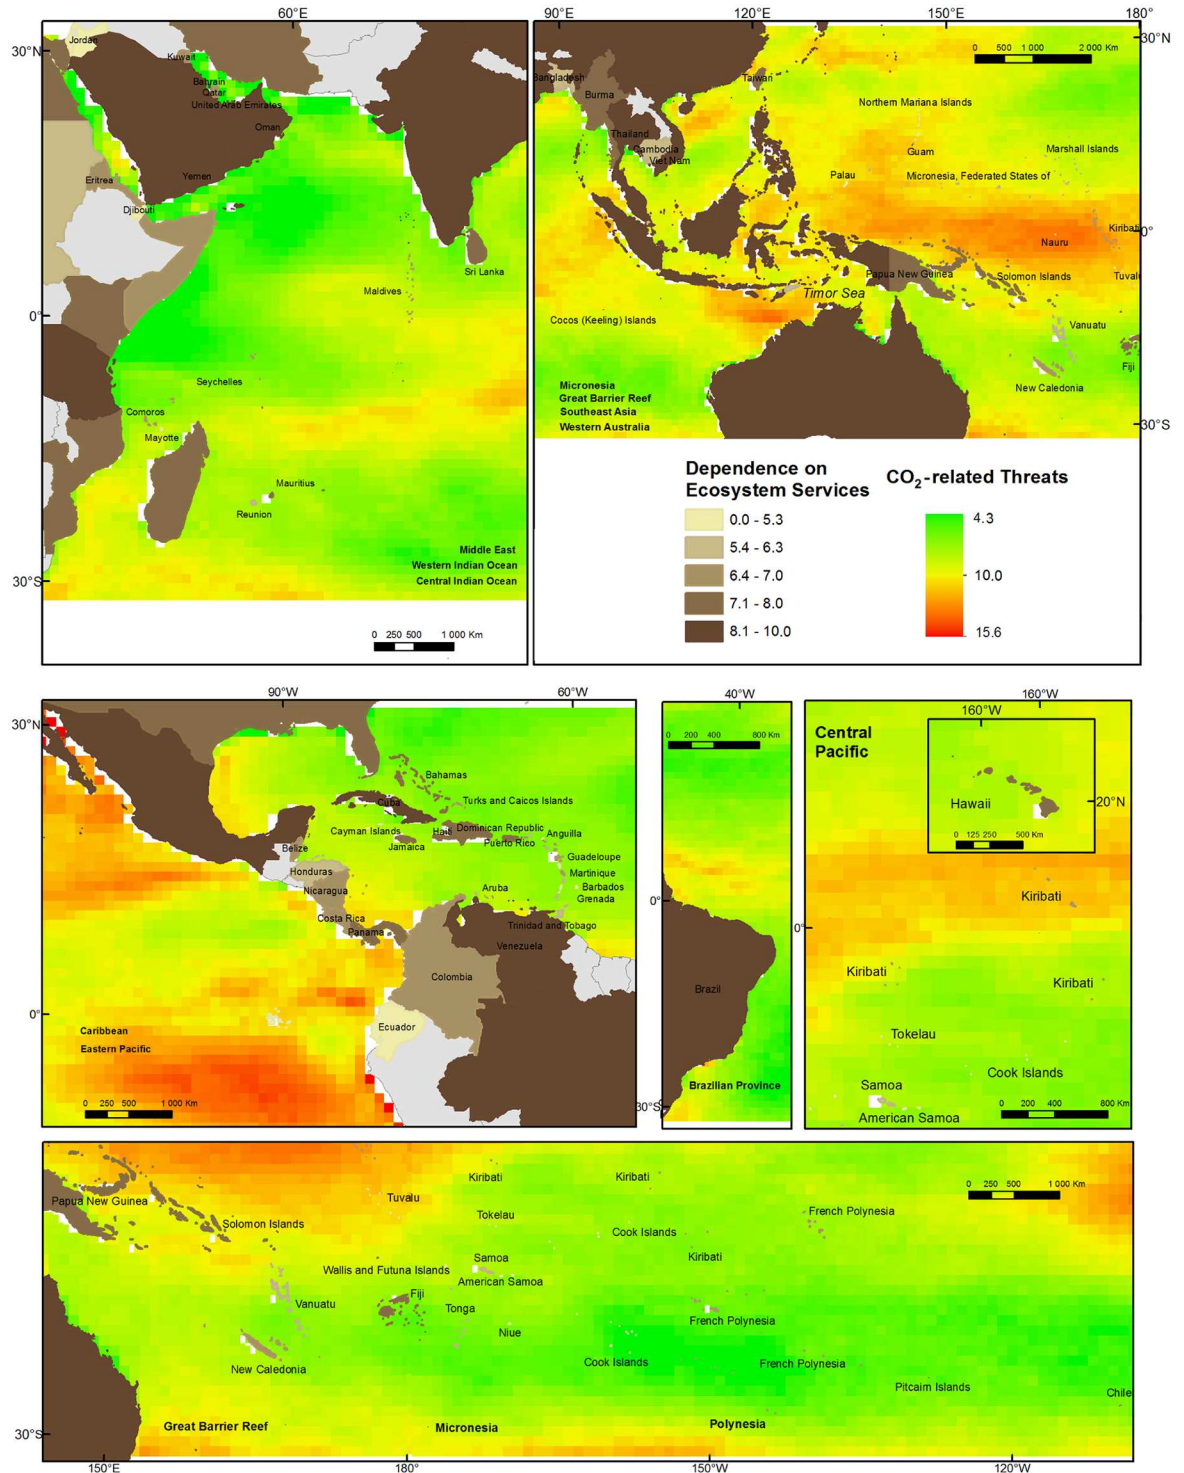 60°E
30°N
0°
30°S
Jordan
Kuwait
Bahrain
Qatar
United Arab Emirates
Oman
Yemen
Eritrea
Djibouti
Sri Lanka
Maldives
Seychelles
Comoros
Mayotte
Mauritius
Reunion
Middle East
Western Indian Ocean
Central Indian Ocean
0 250 500 1 000 Km
90°E 120°E 150°E 180°
30°N
0 500 1 000 2 000 Km
Bangladesh
Taiwan
Burma
Northern Mariana Islands
Thailand
Cambodia
Viet Nam
Guam
Marshall Islands
Palau
Micronesia, Federated States of
Kiribati
0°
Nauru
Papua New Guinea
Solomon Islands
Tuval
Timor Sea
Cocos (Keeling) Islands
Vanuatu
Fiji
New Caledonia
Micronesia
Great Barrier Reef
Southeast Asia
Western Australia
30°S
Dependence on
Ecosystem Services
0.0 - 5.3
5.4 - 6.3
6.4 - 7.0
7.1 - 8.0
8.1 - 10.0
CO2-related Threats
4.3
10.0
15.6
90°W 60°W
30°N
0°
Bahamas
Cuba
Turks and Caicos Islands
Cayman Islands
Haiti
Dominican Republic
Anguilla
Belize
Jamaica
Puerto Rico
Guadeloupe
Honduras
Martinique
Nicaragua
Aruba
Barbados
Grenada
Costa Rica
Trinidad and Tobago
Panama
Venezuela
Colombia
Ecuador
Caribbean
Eastern Pacific
0 250 500 1 000 Km
40°W
0 200 400 800 Km
0°
Brazil
Brazilian Province
30°S
160°W
Central
Pacific
160°W
Hawaii
20°N
0 125 250 500 Km
Kiribati
0°
Kiribati
Kiribati
Tokelau
Cook Islands
Samoa
American Samoa
0 200 400 800 Km
Kiribati
Kiribati
0 250 500 1 000 Km
Papua New Guinea
Tuvalu
French Polynesia
Solomon Islands
Tokelau
Cook Islands
Samoa
Kiribati
Wallis and Futuna Islands
American Samoa
Fiji
Vanuatu
Tonga
French Polynesia
Niue
New Caledonia
Cook Islands
French Polynesia
Pitcairn Islands
Chile
Great Barrier Reef
Micronesia
Polynesia
30°S
150°E 180° 150°W 120°W